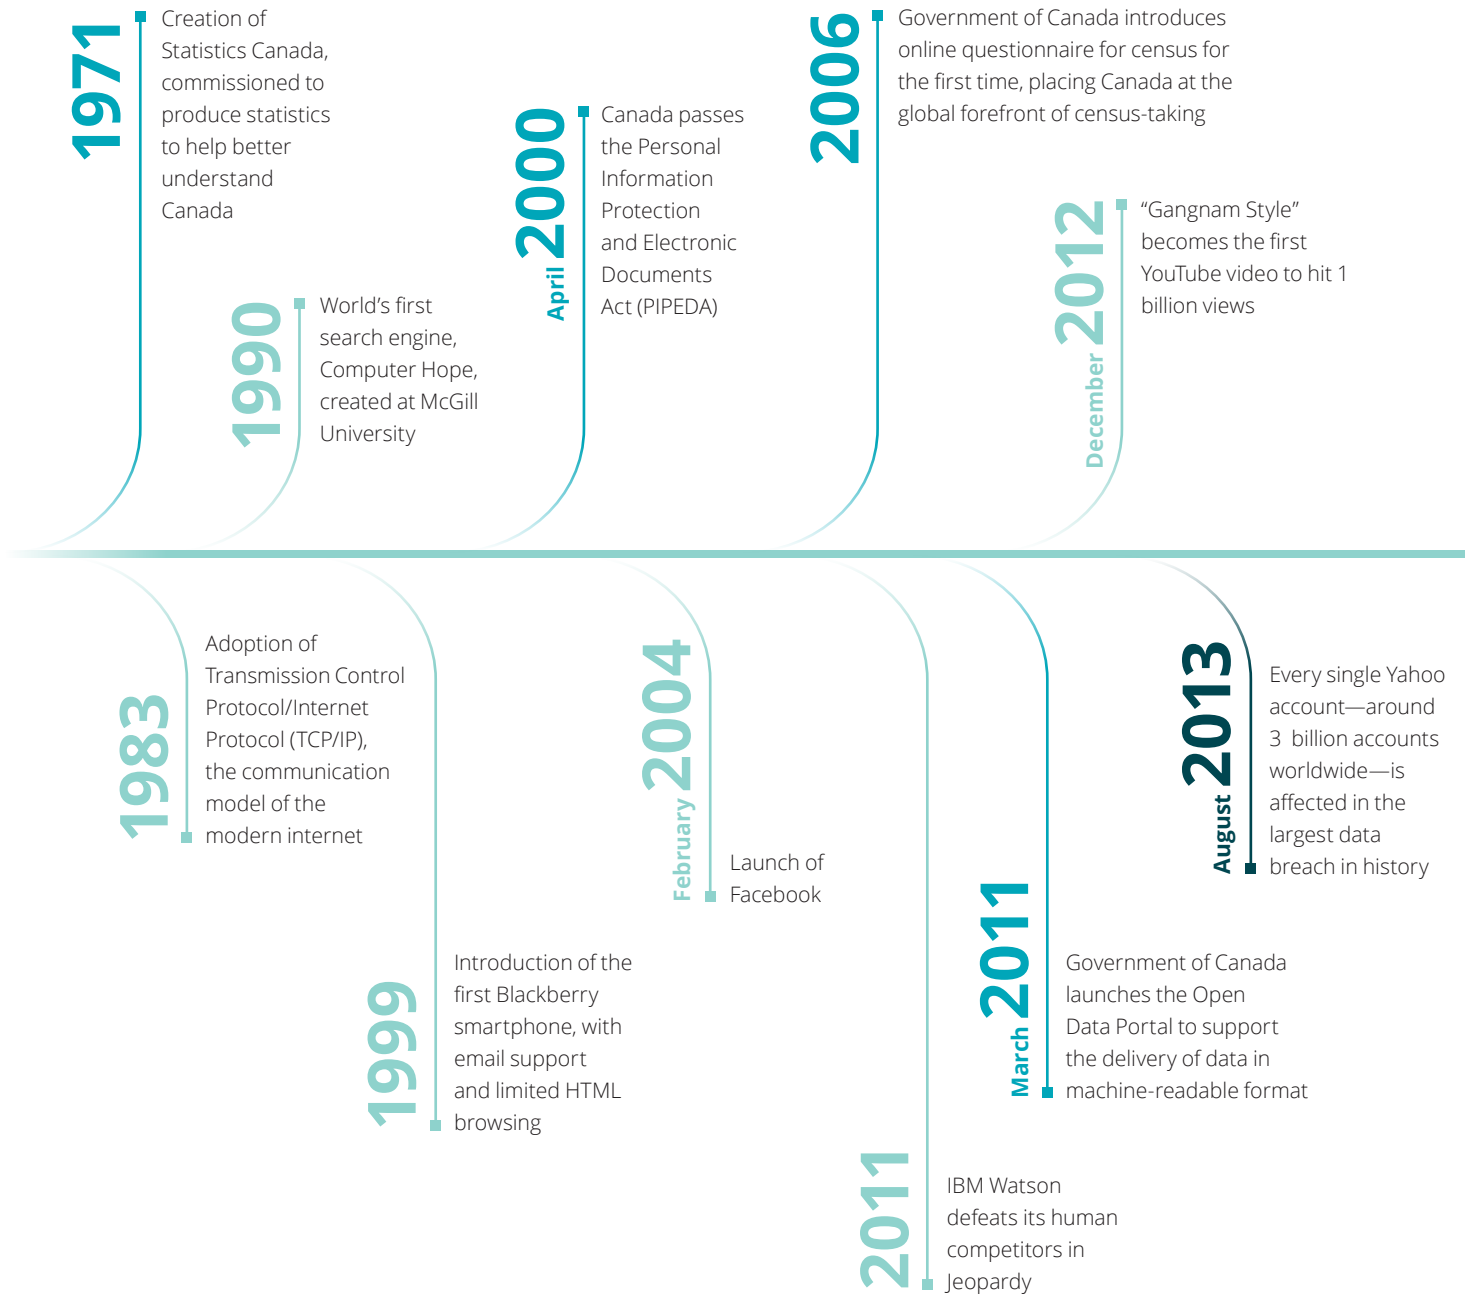 1971
Creation of
Statistics Canada,
commissioned to
produce statistics
to help better
understand
Canada
1983
Adoption of
Transmission Control
Protocol/Internet
Protocol (TCP/IP),
the communication
model of the
modern internet
1990
World’s first
search engine,
Computer Hope,
created at McGill
University
1999
Introduction of the
first Blackberry
smartphone, with
email support
and limited HTML
browsing
April 2000
Canada passes
the Personal
Information
Protection
and Electronic
Documents
Act (PIPEDA)
February 2004
Launch of
Facebook
2006
Government of Canada introduces
online questionnaire for census for
the first time, placing Canada at the
global forefront of census-taking
2011
IBM Watson
defeats its human
competitors in
Jeopardy
March 2011
Government of Canada
launches the Open
Data Portal to support
the delivery of data in
machine-readable format
December 2012
“Gangnam Style”
becomes the first
YouTube video to hit 1
billion views
August 2013
Every single Yahoo
account—around
3 billion accounts
worldwide—is
affected in the
largest data
breach in history